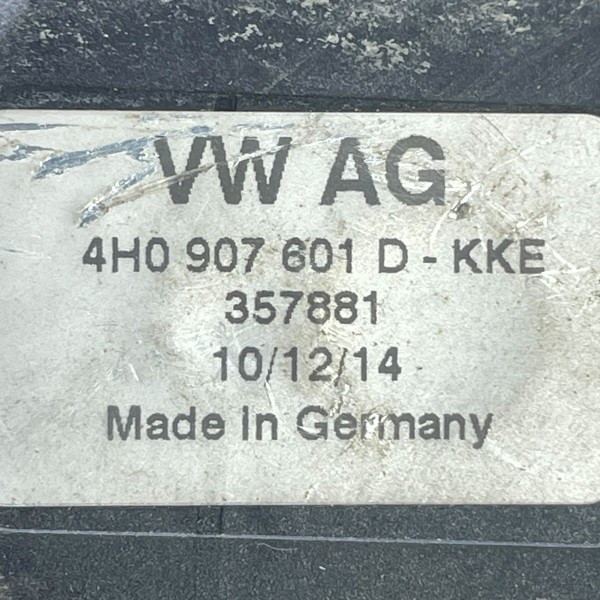 VW AG
4H0 907 601 D - KKE
357881
10/12/14
Made in Germany